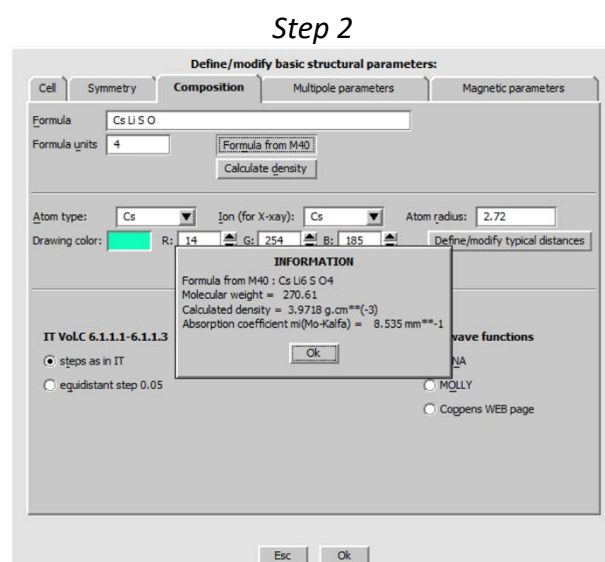 Step 2
Define/modify basic structural parameters:
Cell Symmetry Composition Multipole parameters Magnetic parameters
Formula Cs Li S O
Formula units 4 Formula from M40
Calculate density
Atom type: Cs Ion (for X-xay): Cs Atom radius: 2.72
Drawing color: R: 14 G: 254 B: 185 Define/modify typical distances
INFORMATION
Formula from M40 : Cs Li6 S O4
Molecular weight = 270.61
Calculated density = 3.9718 g.cm**(-3)
Absorption coefficient mi(Mo-Kalfa) = 8.535 mm**-1
Ok
IT Vol.C 6.1.1.1-6.1.1.3 wave functions
steps as in IT NA
equidistant step 0.05 MOLLY
Coppens WEB page
Esc Ok